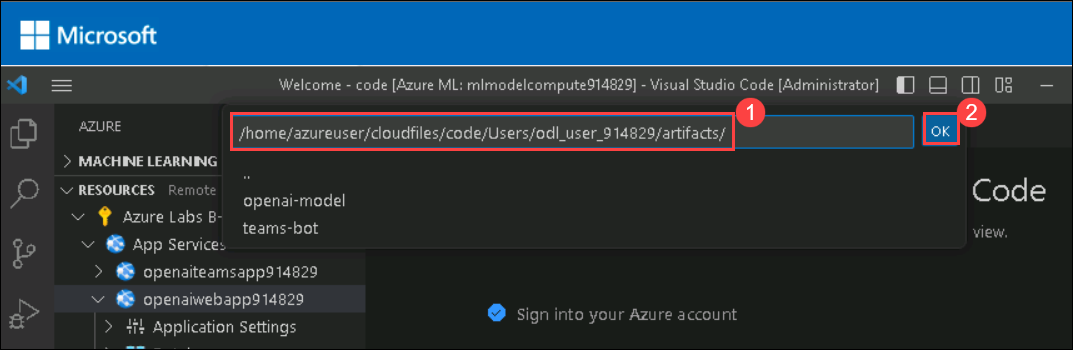 Microsoft
Welcome - code [Azure ML: mlmodelcompute914829] - Visual Studio Code [Administrator]
AZURE
/home/azureuser/cloudfiles/code/Users/odl_user_914829/artifacts/
1
OK
2
..
openai-model
teams-bot
MACHINE LEARNING
RESOURCES Remote
Azure Labs B-
App Services
openaiteamsapp914829
openaiwebapp914829
Application Settings
Code
view.
Sign into your Azure account